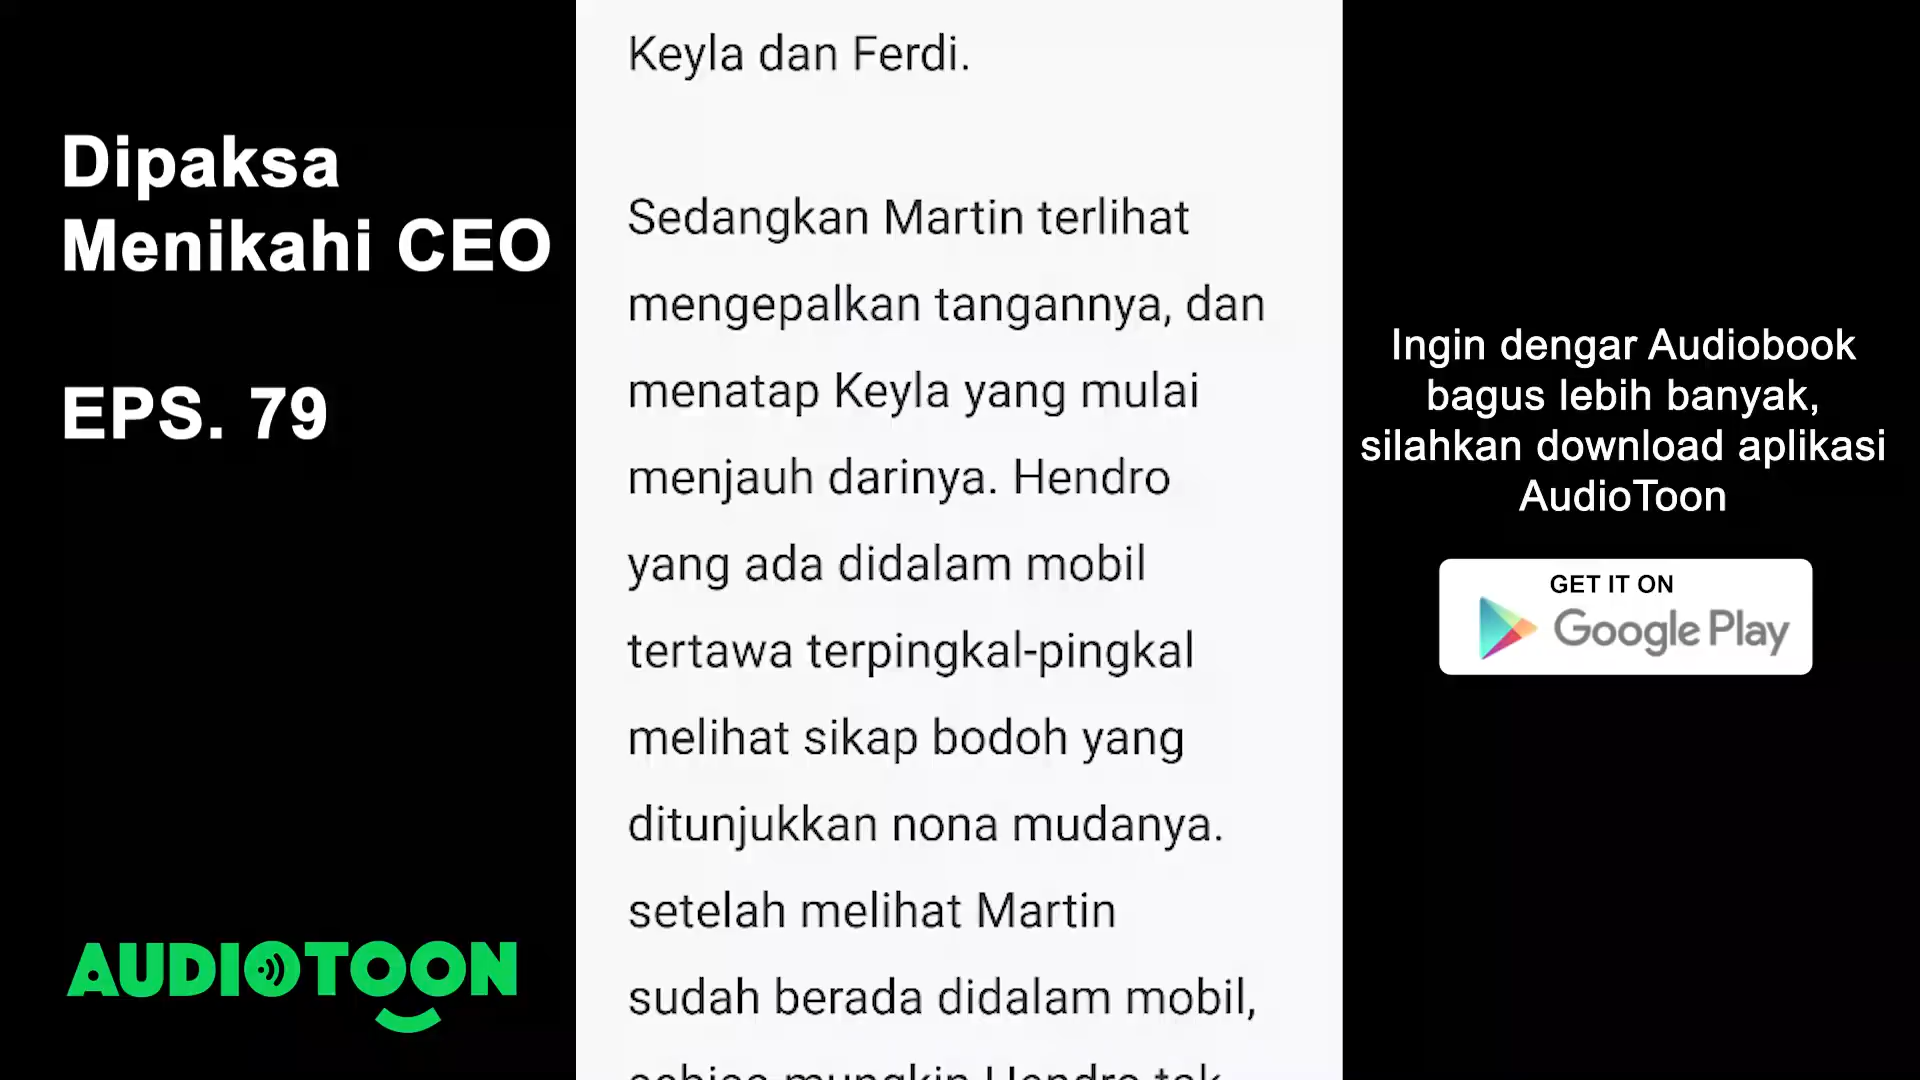 Dipaksa
Menikahi CEO
EPS. 79
AUDIOTOON
Keyla dan Ferdi.
Sedangkan Martin terlihat
mengepalkan tangannya, dan
menatap Keyla yang mulai
menjauh darinya. Hendro
yang ada didalam mobil
tertawa terpingkal-pingkal
melihat sikap bodoh yang
ditunjukkan nona mudanya.
setelah melihat Martin
sudah berada didalam mobil,
Ingin dengar Audiobook
bagus lebih banyak,
silahkan download aplikasi
AudioToon
GET IT ON
Google Play